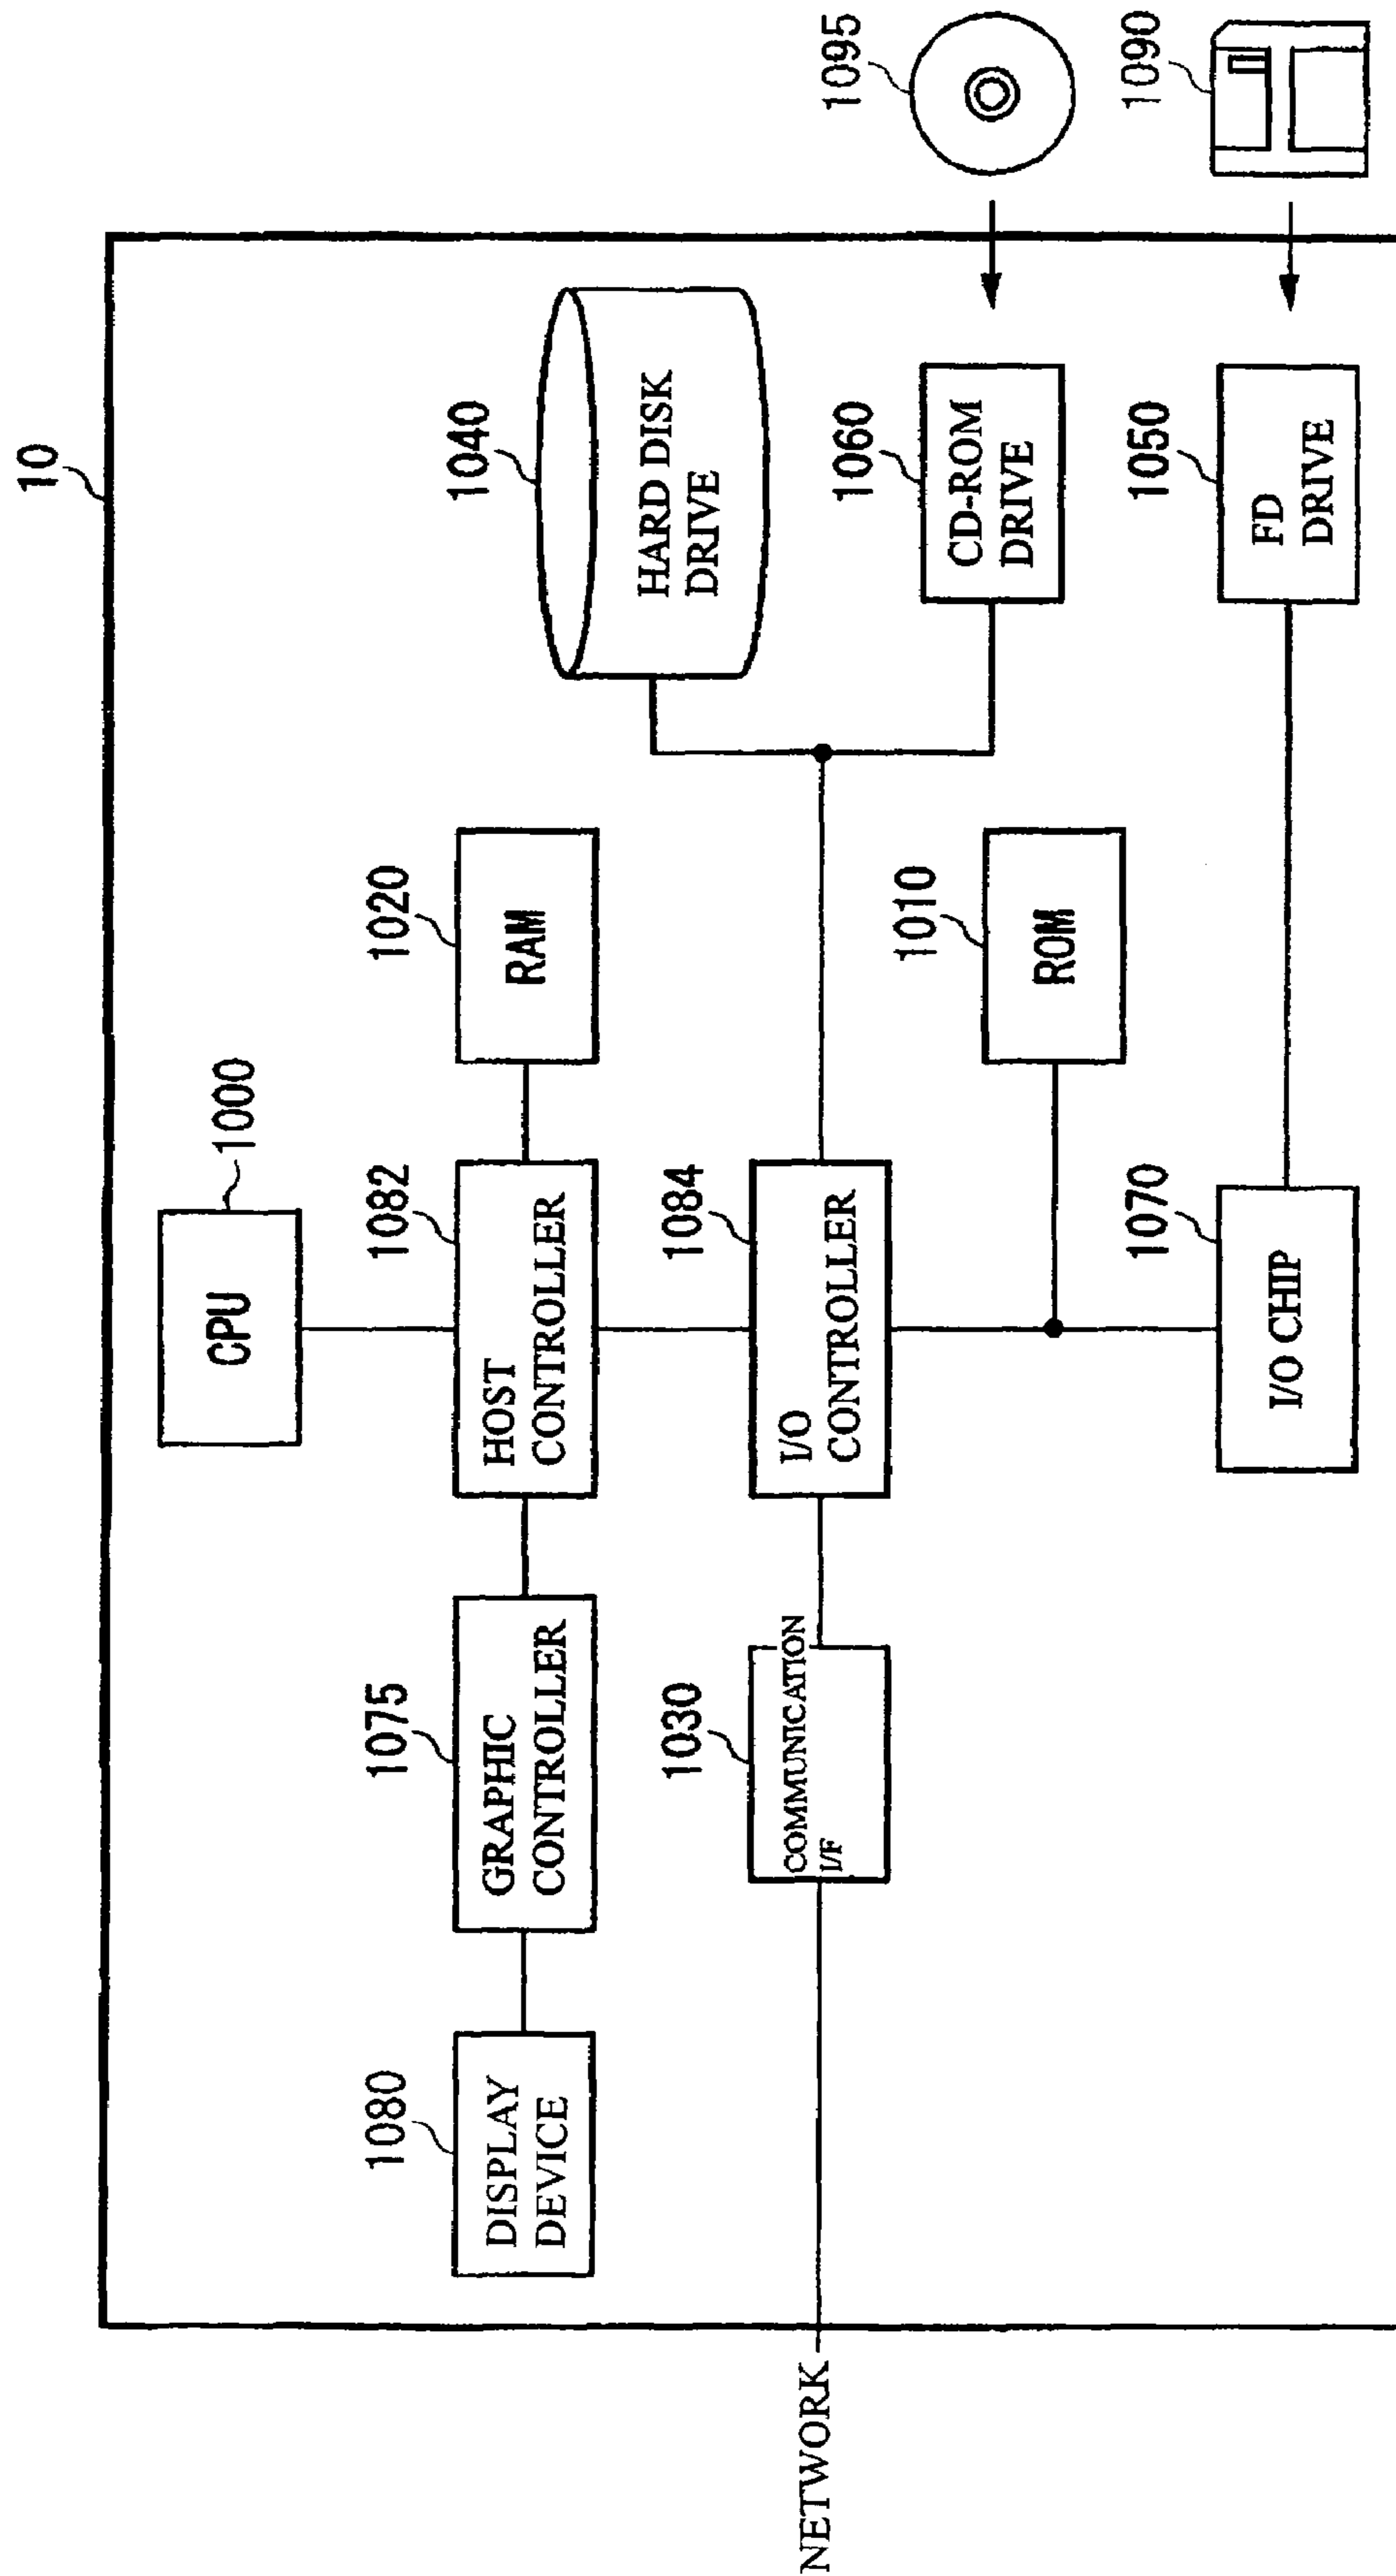 10
CPU
1000
DISPLAY
DEVICE
1080
GRAPHIC
CONTROLLER
1075
HOST
CONTROLLER
1082
RAM
1020
HARD DISK
DRIVE
1040
NETWORK
COMMUNICATION
I/F
1030
I/O
CONTROLLER
1084
ROM
1010
CD-ROM
DRIVE
1060
1095
I/O CHIP
1070
FD
DRIVE
1050
1090